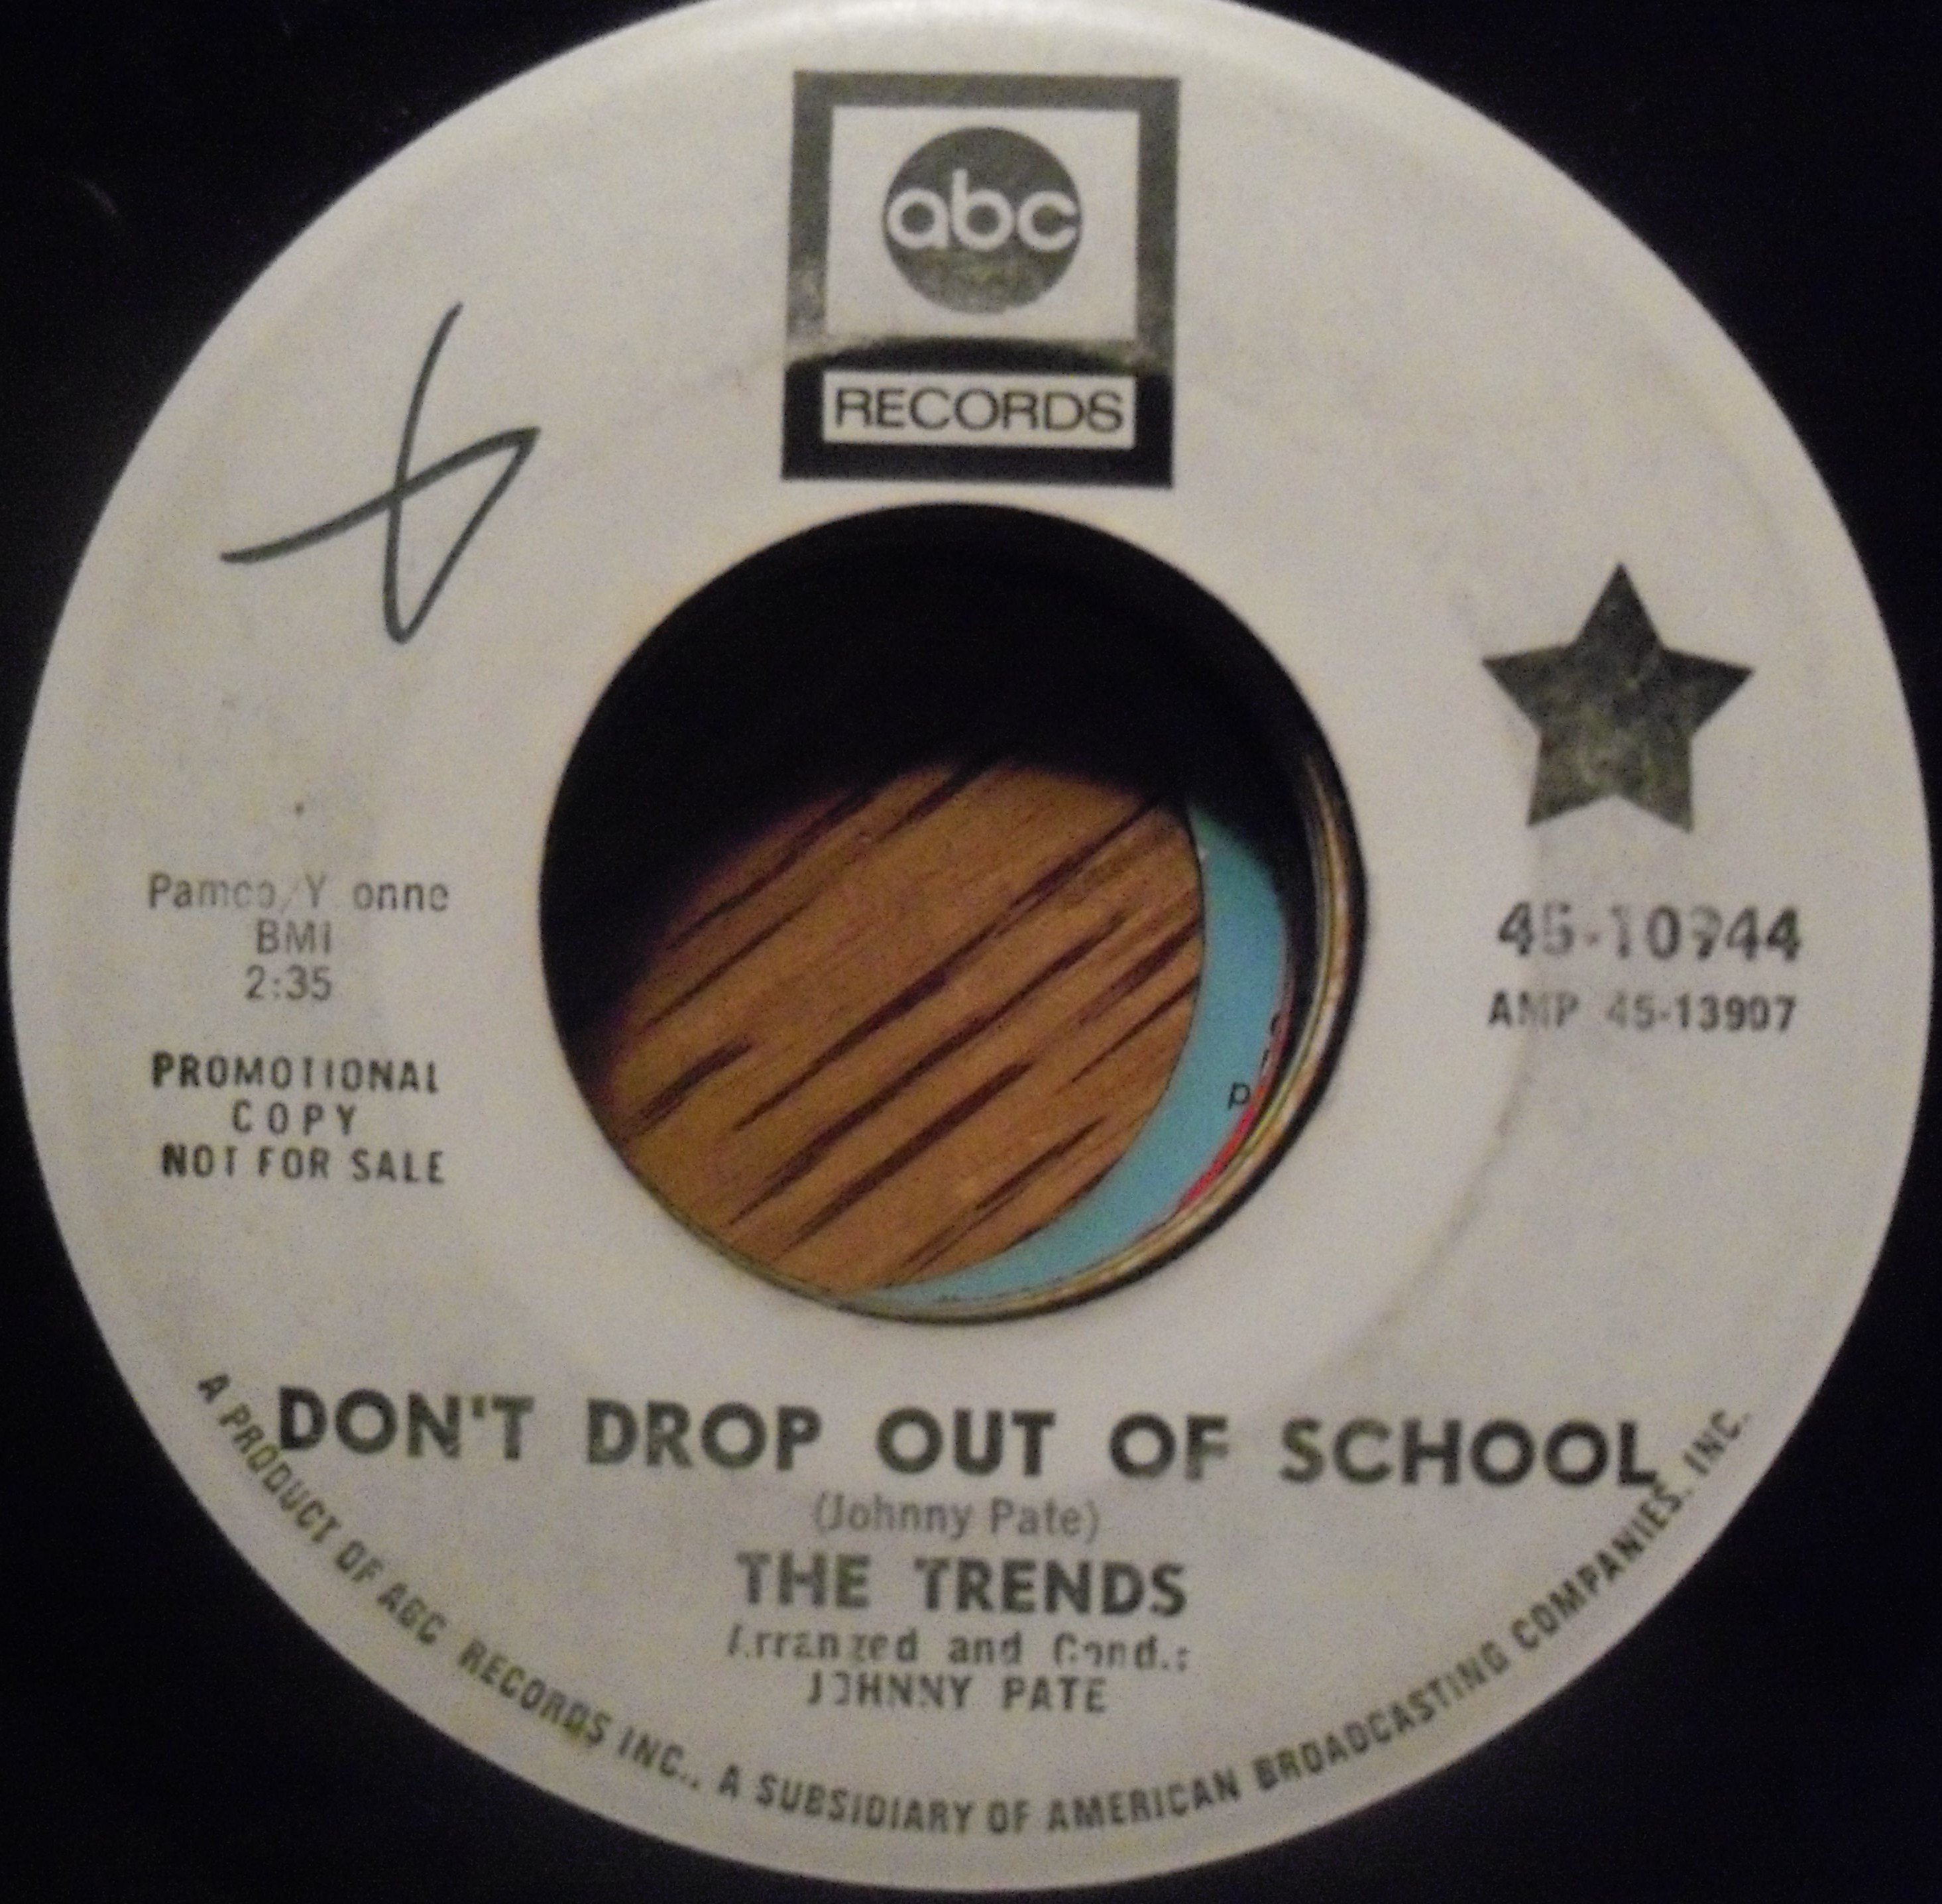 abc
RECORDS
Pamco/Y onne
BMI
2:35
PROMOTIONAL
COPY
NOT FOR SALE
45-10944
AMP 45-13907
p
DON'T DROP OUT OF SCHOOL
(Johnny Pate)
THE TRENDS
Arranged and Cond.:
JOHNNY PATE
A PRODUCT OF ABC RECORDS INC., A SUBSIDIARY OF AMERICAN BROADCASTING COMPANIES, INC.